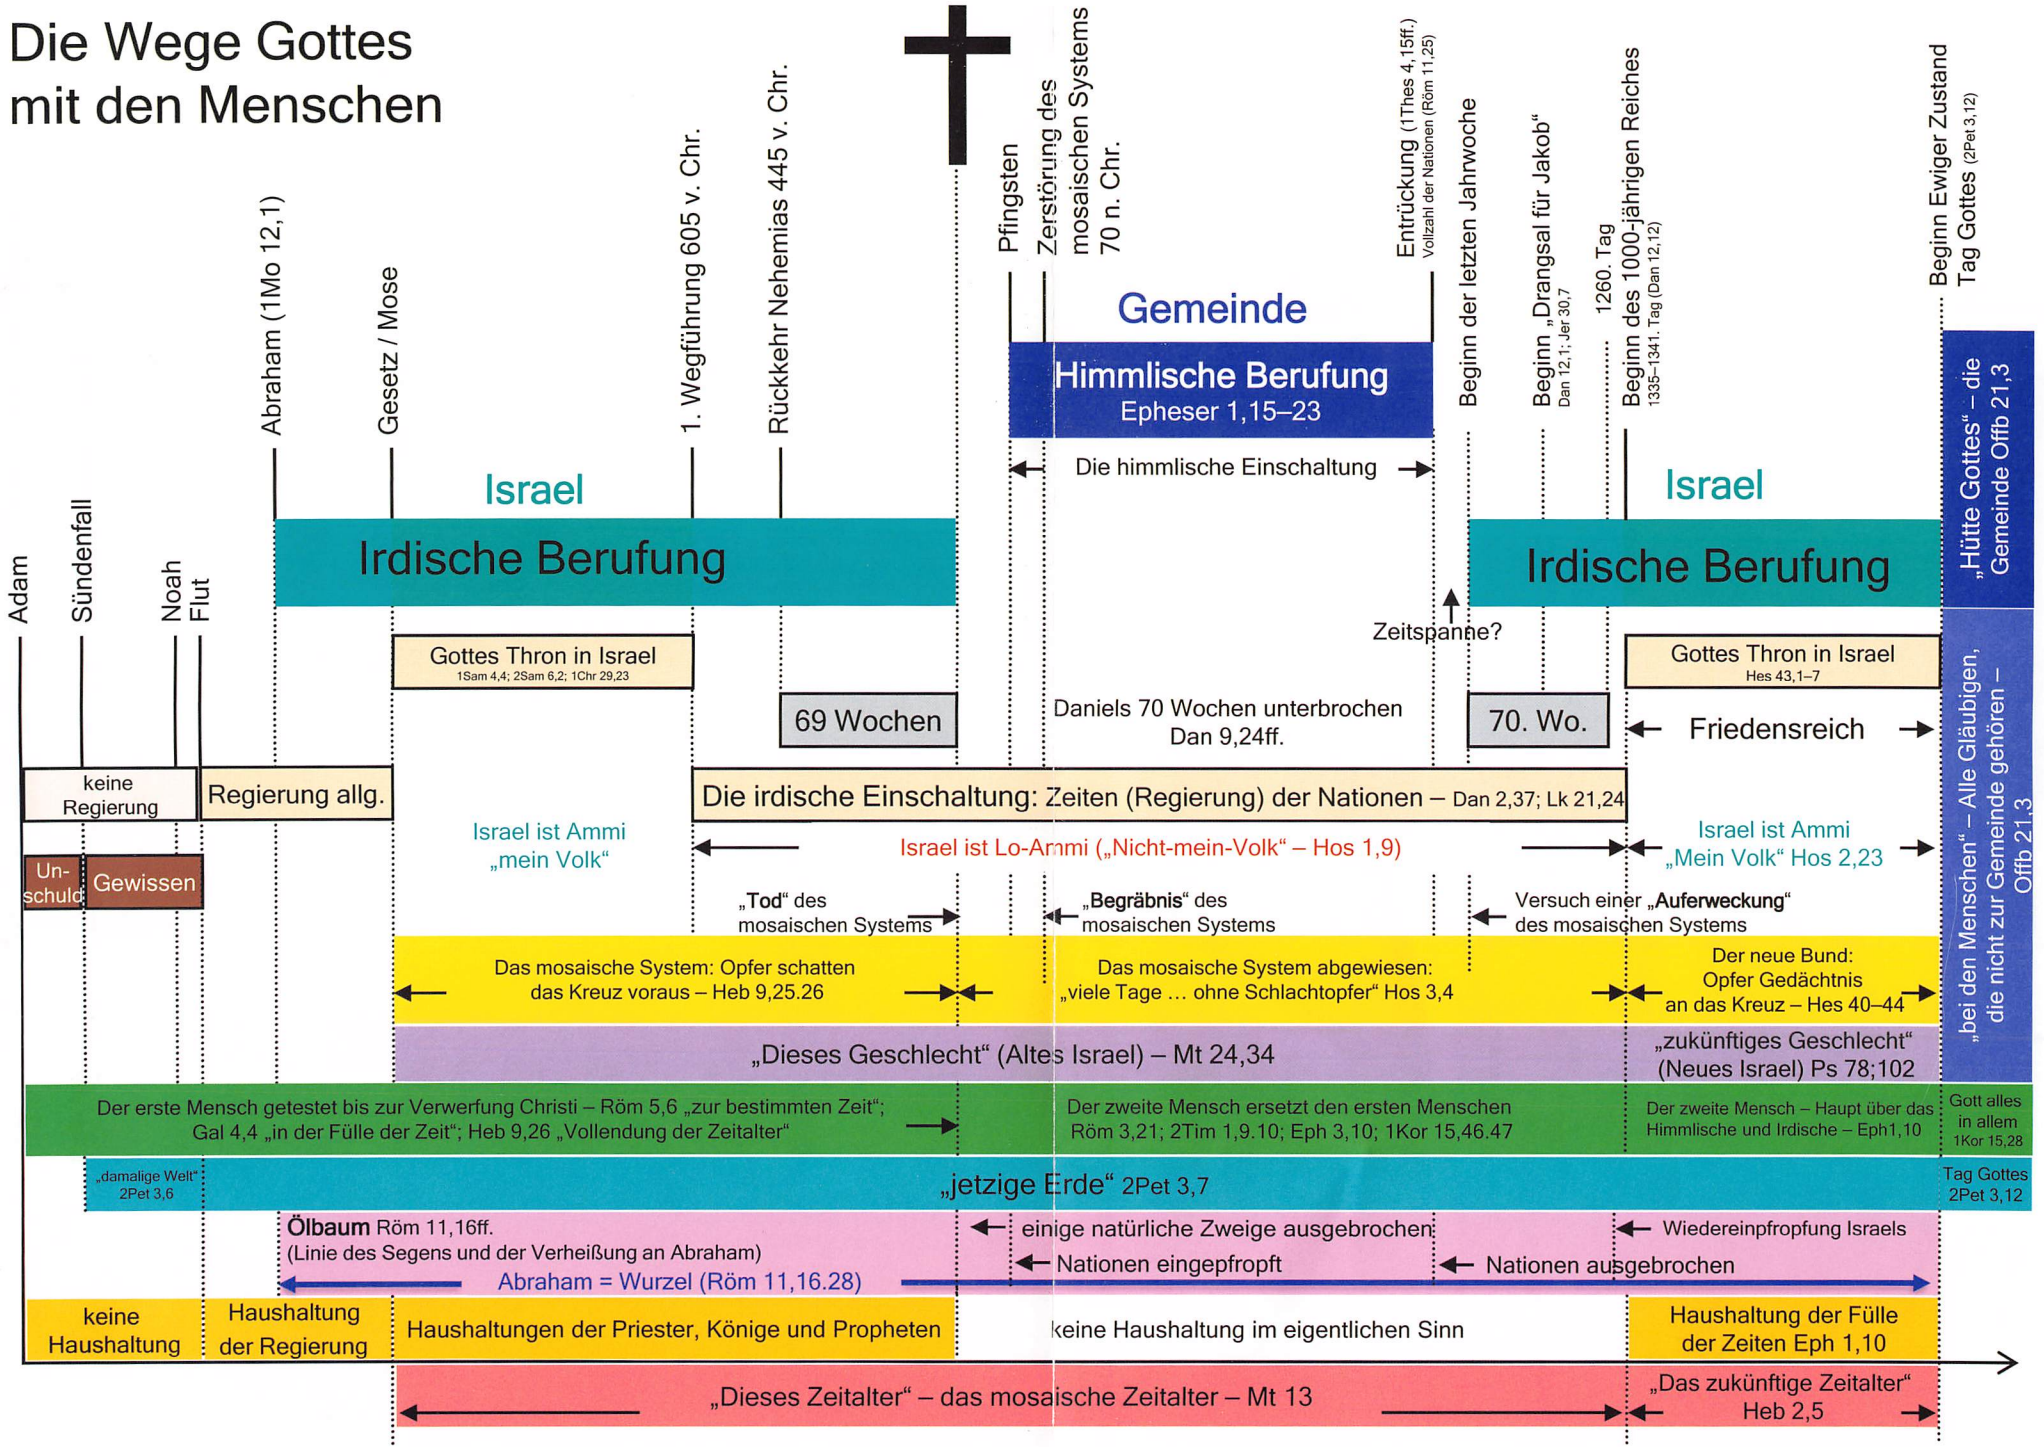 Die Wege Gottes
mit den Menschen
Adam
Sündenfall
Noah
Flut
Abraham (1Mo 12,1)
Gesetz / Mose
1. Wegführung 605 v. Chr.
Rückkehr Nehemias 445 v. Chr.
Pfingsten
Zerstörung des
mosaischen Systems
70 n. Chr.
Entrückung (1Thes 4,15ff.)
Vollzahl der Nationen (Röm 11,25)
Beginn der letzten Jahrwoche
Beginn „Drangsal für Jakob“
Dan 12,1; Jer 30,7
1260. Tag
Beginn des 1000-jährigen Reiches
1335–1341. Tag (Dan 12,12)
Beginn Ewiger Zustand
Tag Gottes (2Pet 3,12)
Gemeinde
Himmlische Berufung
Epheser 1,15–23
Die himmlische Einschaltung
Israel
Irdische Berufung
Israel
Irdische Berufung
„Hütte Gottes“ – die
Gemeinde Offb 21,3
Zeitspanne?
Gottes Thron in Israel
1Sam 4,4; 2Sam 6,2; 1Chr 29,23
Gottes Thron in Israel
Hes 43,1–7
69 Wochen
Daniels 70 Wochen unterbrochen
Dan 9,24ff.
70. Wo.
Friedensreich
„bei den Menschen“ – Alle Gläubigen,
die nicht zur Gemeinde gehören –
Offb 21,3
keine
Regierung
Regierung allg.
Die irdische Einschaltung: Zeiten (Regierung) der Nationen – Dan 2,37; Lk 21,24
Israel ist Ammi
„mein Volk“
Israel ist Lo-Ammi („Nicht-mein-Volk“ – Hos 1,9)
Israel ist Ammi
„Mein Volk“ Hos 2,23
Un-
schuld
Gewissen
„Tod“ des
mosaischen Systems
„Begräbnis“ des
mosaischen Systems
Versuch einer „Auferweckung“
des mosaischen Systems
Das mosaische System: Opfer schatten
das Kreuz voraus – Heb 9,25.26
Das mosaische System abgewiesen:
„viele Tage … ohne Schlachtopfer“ Hos 3,4
Der neue Bund:
Opfer Gedächtnis
an das Kreuz – Hes 40–44
„Dieses Geschlecht“ (Altes Israel) – Mt 24,34
„zukünftiges Geschlecht“
(Neues Israel) Ps 78;102
Der erste Mensch getestet bis zur Verwerfung Christi – Röm 5,6 „zur bestimmten Zeit“;
Gal 4,4 „in der Fülle der Zeit“; Heb 9,26 „Vollendung der Zeitalter“
Der zweite Mensch ersetzt den ersten Menschen
Röm 3,21; 2Tim 1,9.10; Eph 3,10; 1Kor 15,46.47
Der zweite Mensch – Haupt über das
Himmlische und Irdische – Eph1,10
Gott alles
in allem
1Kor 15,28
„damalige Welt“
2Pet 3,6
„jetzige Erde“ 2Pet 3,7
Tag Gottes
2Pet 3,12
Ölbaum Röm 11,16ff.
(Linie des Segens und der Verheißung an Abraham)
Abraham = Wurzel (Röm 11,16.28)
einige natürliche Zweige ausgebrochen
Nationen eingepfropft
Wiedereinpfropfung Israels
Nationen ausgebrochen
keine
Haushaltung
Haushaltung
der Regierung
Haushaltungen der Priester, Könige und Propheten
keine Haushaltung im eigentlichen Sinn
Haushaltung der Fülle
der Zeiten Eph 1,10
„Dieses Zeitalter“ – das mosaische Zeitalter – Mt 13
„Das zukünftige Zeitalter“
Heb 2,5